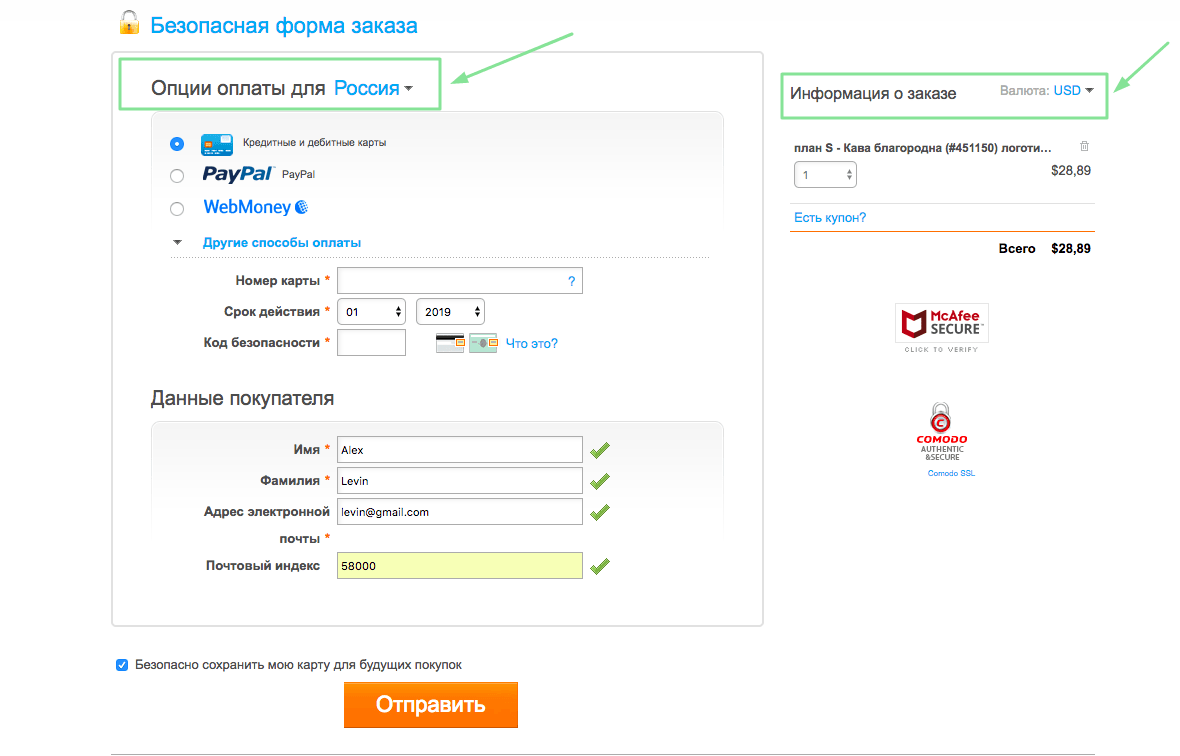 Безопасная форма заказа
Опции оплаты для Россия
Кредитные и дебитные карты
PayPal PayPal
WebMoney
Другие способы оплаты
Номер карты * ?
Срок действия * 01 2019
Код безопасности * Что это?
Данные покупателя
Имя * Alex
Фамилия * Levin
Адрес электронной levin@gmail.com
почты *
Почтовый индекс 58000
Безопасно сохранить мою карту для будущих покупок
Отправить
Информация о заказе Валюта: USD
план S - Кава благородна (#451150) логоти...
1 $28,89
Есть купон?
Всего $28,89
McAfee
SECURE™
CLICK TO VERIFY
COMODO
AUTHENTIC
&SECURE
Comodo SSL